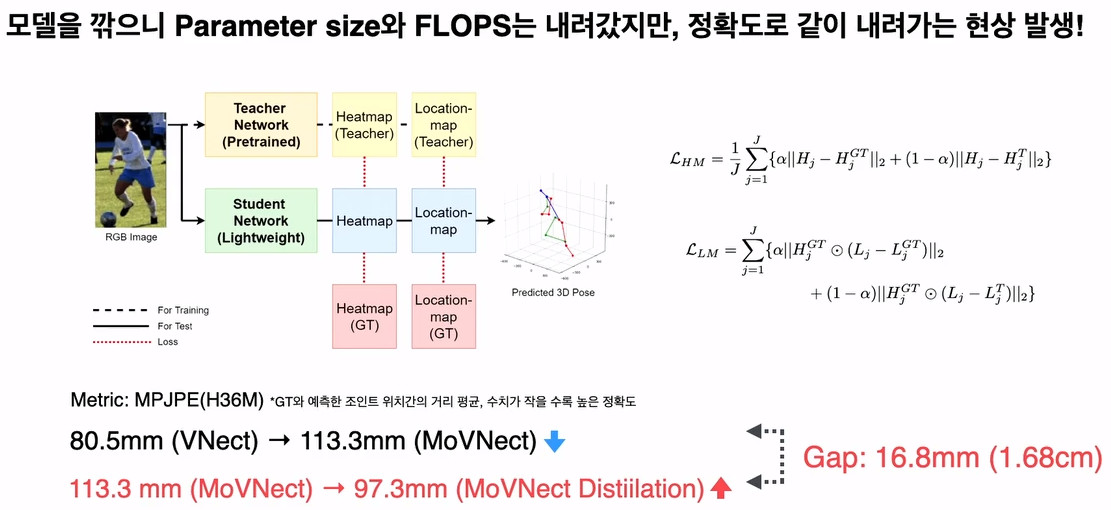 모델을 깎으니 Parameter size와 FLOPS는 내려갔지만, 정확도로 같이 내려가는 현상 발생!
Teacher
Network
(Pretrained)
Heatmap
(Teacher)
Location-
map
(Teacher)
Student
Network
(Lightweight)
Heatmap
Location-
map
RGB Image
Predicted 3D Pose
Heatmap
(GT)
Location-
map
(GT)
For Training
For Test
Loss
\mathcal{L}_{HM} = \frac{1}{J} \sum_{j=1}^{J} \{\alpha||H_j - H_j^{GT}||_2 + (1-\alpha)||H_j - H_j^{T}||_2\}
\mathcal{L}_{LM} = \sum_{j=1}^{J} \{\alpha||H_j^{GT} \odot (L_j - L_j^{GT})||_2
+ (1-\alpha)||H_j^{GT} \odot (L_j - L_j^{T})||_2\}
Metric: MPJPE(H36M) *GT와 예측한 조인트 위치간의 거리 평균, 수치가 작을 수록 높은 정확도
80.5mm (VNect) → 113.3mm (MoVNect)
113.3 mm (MoVNect) → 97.3mm (MoVNect Distiilation)
Gap: 16.8mm (1.68cm)